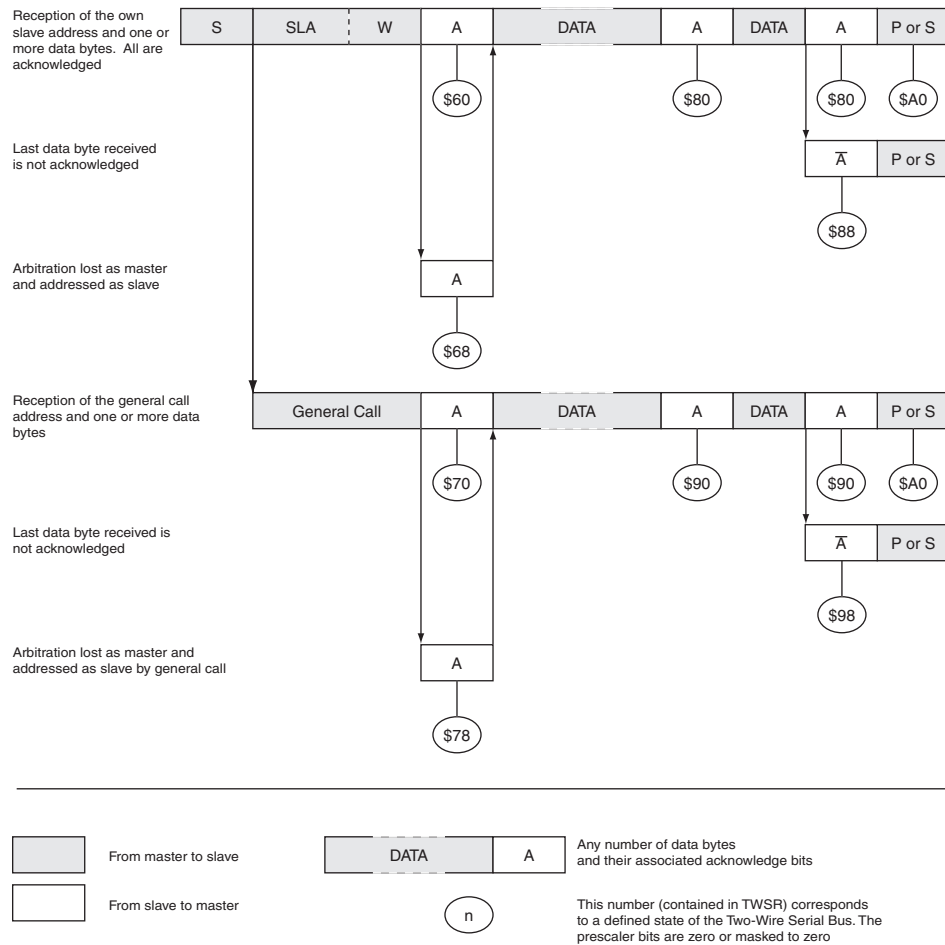 Reception of the own
slave address and one or
more data bytes. All are
acknowledged
S SLA W A DATA A DATA A P or S
$60 $80 $80 $A0
Last data byte received
is not acknowledged
A̅ P or S
$88
Arbitration lost as master
and addressed as slave
A
$68
Reception of the general call
address and one or more data
bytes
General Call A DATA A DATA A P or S
$70 $90 $90 $A0
Last data byte received is
not acknowledged
A̅ P or S
$98
Arbitration lost as master and
addressed as slave by general call
A
$78
From master to slave
DATA A
Any number of data bytes
and their associated acknowledge bits
From slave to master
n
This number (contained in TWSR) corresponds
to a defined state of the Two-Wire Serial Bus. The
prescaler bits are zero or masked to zero